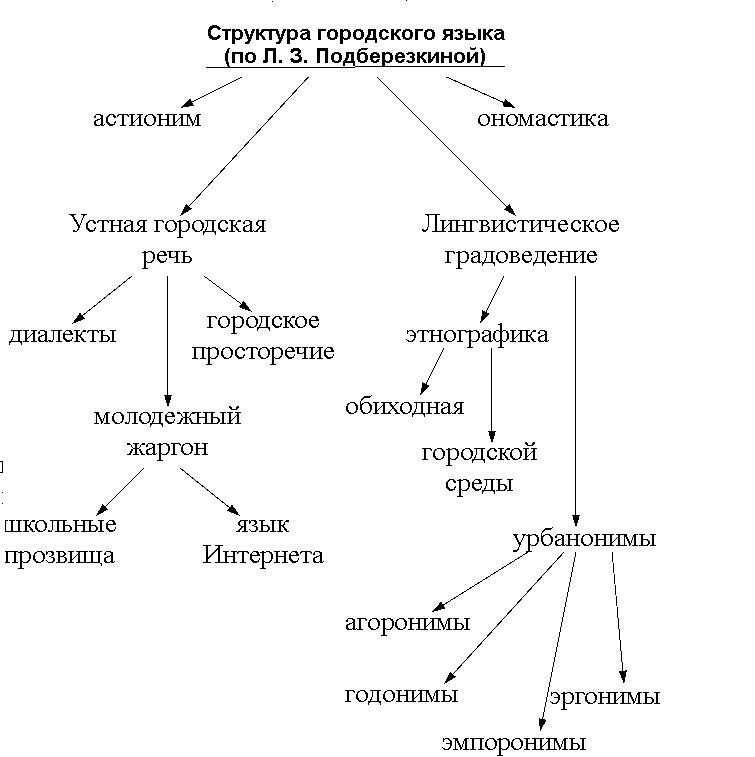 Структура городского языка
(по Л. З. Подберезкиной)
астионим
ономастика
Устная городская
речь
Лингвистическое
градоведение
диалекты
городское
просторечие
этнографика
обиходная
молодежный
жаргон
городской
среды
школьные
прозвища
язык
Интернета
урбанонимы
агоронимы
годонимы
эргонимы
эмпоронимы